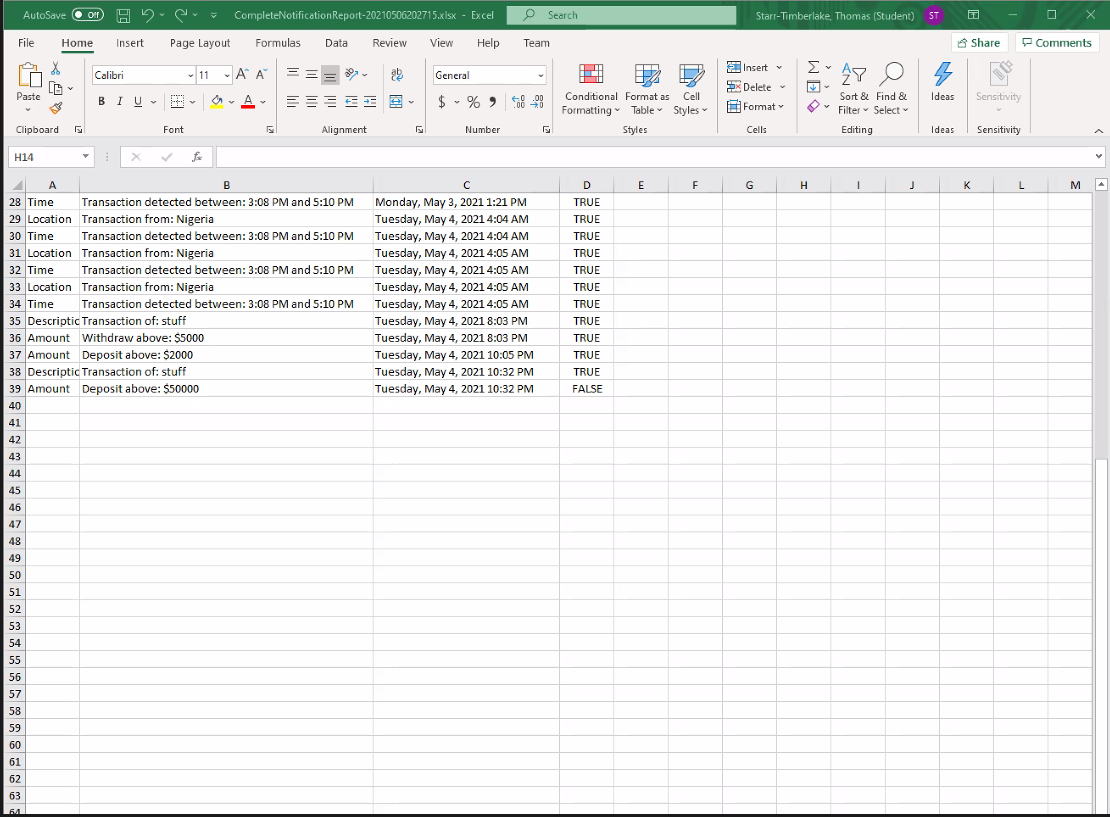 AutoSave Off CompleteNotificationReport-20210506202715.xlsx - Excel Search Starr-Timberlake, Thomas (Student) ST
File Home Insert Page Layout Formulas Data Review View Help Team Share Comments
Paste Calibri 11 A A ab General Conditional Formatting Format as Table Cell Styles Insert Delete Format Sort & Filter Find & Select Ideas Sensitivity
B I U A $ %
Clipboard Font Alignment Number Styles Cells Editing Ideas Sensitivity
H14 fx
A B C D E F G H I J K L M
28 Time Transaction detected between: 3:08 PM and 5:10 PM Monday, May 3, 2021 1:21 PM TRUE
29 Location Transaction from: Nigeria Tuesday, May 4, 2021 4:04 AM TRUE
30 Time Transaction detected between: 3:08 PM and 5:10 PM Tuesday, May 4, 2021 4:04 AM TRUE
31 Location Transaction from: Nigeria Tuesday, May 4, 2021 4:05 AM TRUE
32 Time Transaction detected between: 3:08 PM and 5:10 PM Tuesday, May 4, 2021 4:05 AM TRUE
33 Location Transaction from: Nigeria Tuesday, May 4, 2021 4:05 AM TRUE
34 Time Transaction detected between: 3:08 PM and 5:10 PM Tuesday, May 4, 2021 4:05 AM TRUE
35 Descriptic Transaction of: stuff Tuesday, May 4, 2021 8:03 PM TRUE
36 Amount Withdraw above: $5000 Tuesday, May 4, 2021 8:03 PM TRUE
37 Amount Deposit above: $2000 Tuesday, May 4, 2021 10:05 PM TRUE
38 Descriptic Transaction of: stuff Tuesday, May 4, 2021 10:32 PM TRUE
39 Amount Deposit above: $50000 Tuesday, May 4, 2021 10:32 PM FALSE
40
41
42
43
44
45
46
47
48
49
50
51
52
53
54
55
56
57
58
59
60
61
62
63
64